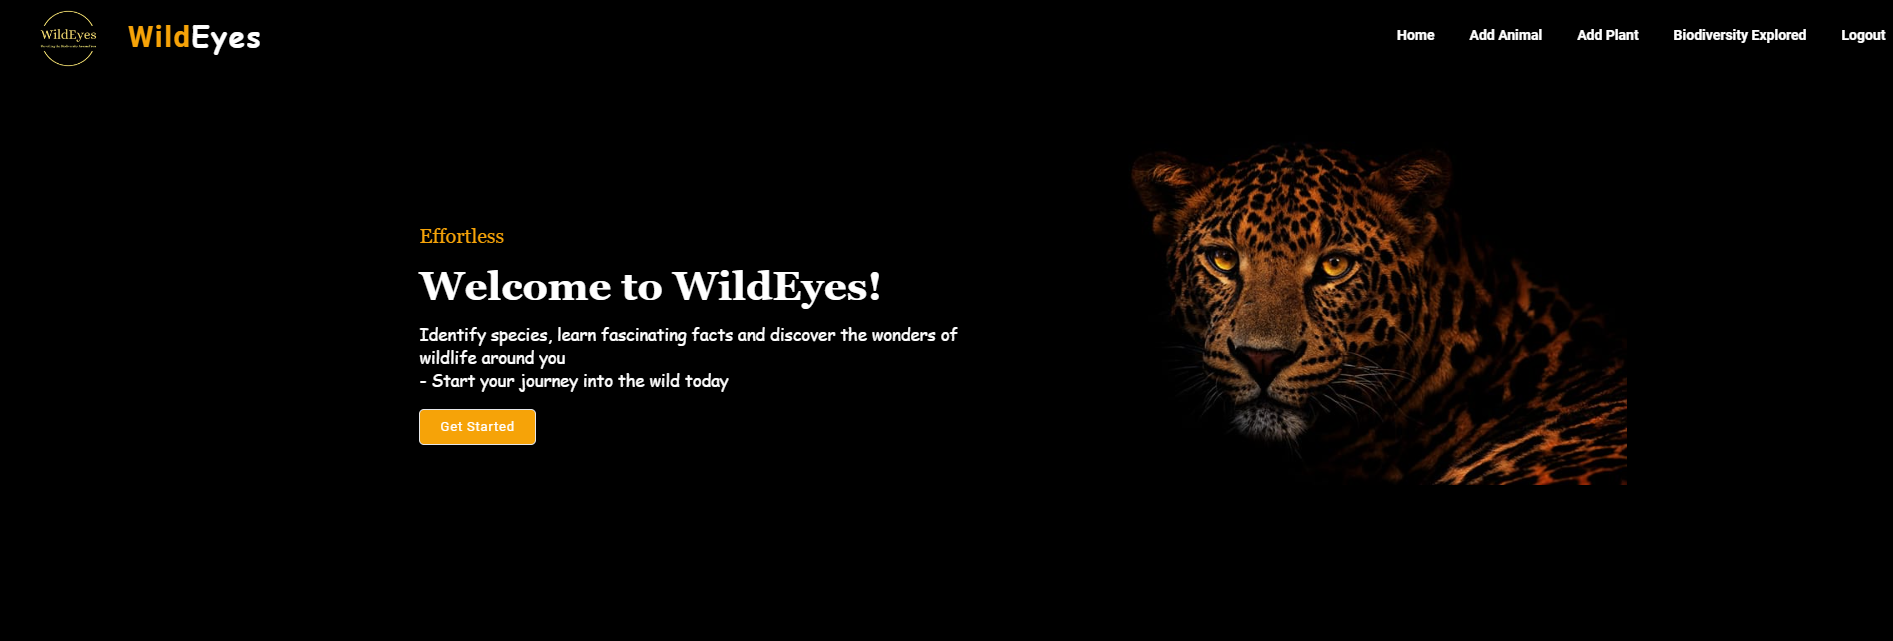 WildEyes
WildEyes
Home
Add Animal
Add Plant
Biodiversity Explored
Logout
Effortless
Welcome to WildEyes!
Identify species, learn fascinating facts and discover the wonders of
wildlife around you
- Start your journey into the wild today
Get Started